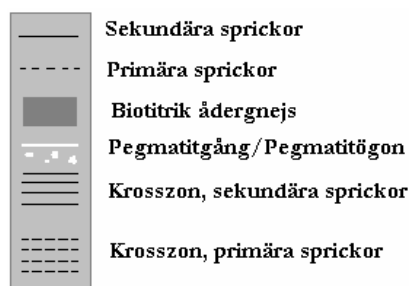 Sekundära sprickor
Primära sprickor
Biotitrik ådergnejs
Pegmatitgång/Pegmatitögon
Krosszon, sekundära sprickor
Krosszon, primära sprickor